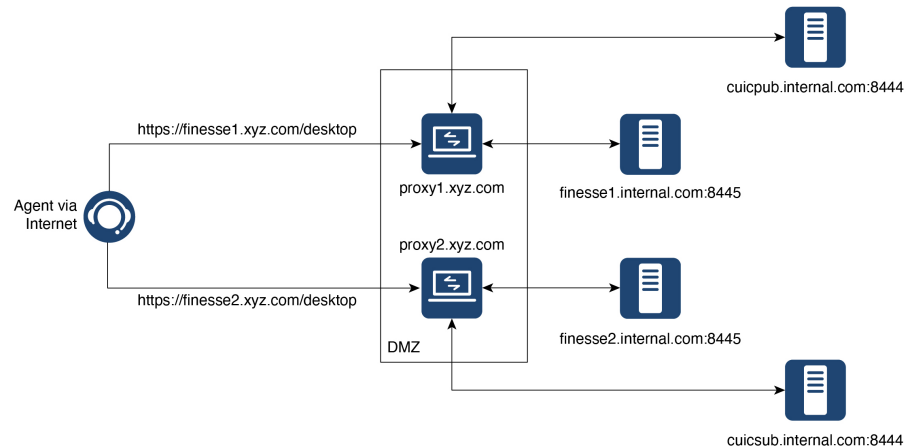 cuicpub.internal.com:8444
https://finesse1.xyz.com/desktop
proxy1.xyz.com
finesse1.internal.com:8445
Agent via
Internet
proxy2.xyz.com
https://finesse2.xyz.com/desktop
finesse2.internal.com:8445
DMZ
cuicsub.internal.com:8444